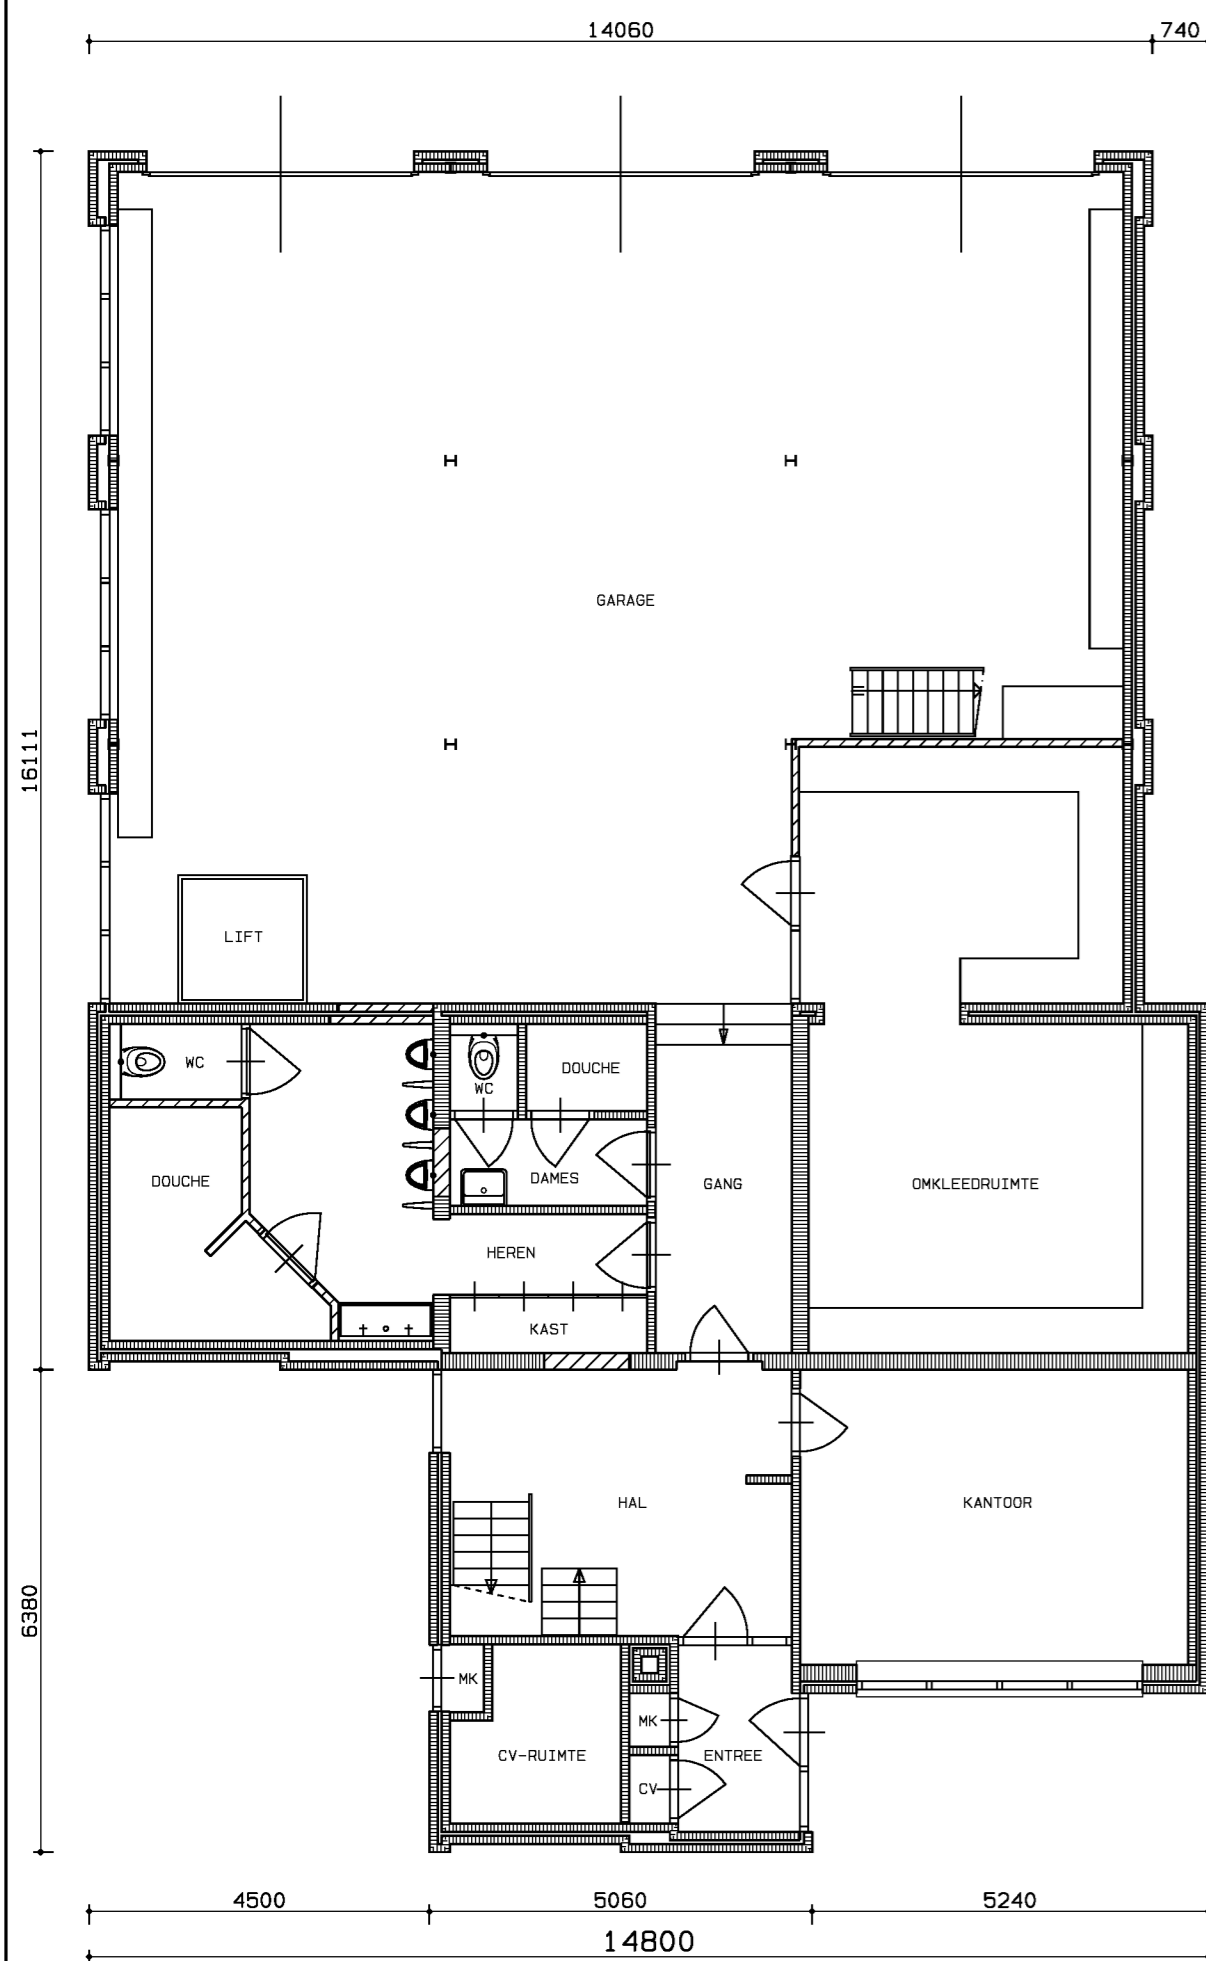 14060 740
GARAGE
16111
LIFT
WC
DOUCHE
WC
DOUCHE
DAMES
GANG
OMKLEEDRUIMTE
HEREN
KAST
HAL
KANTOOR
6380
MK
MK
CV-RUIMTE
ENTREE
CV
4500 5060 5240
14800